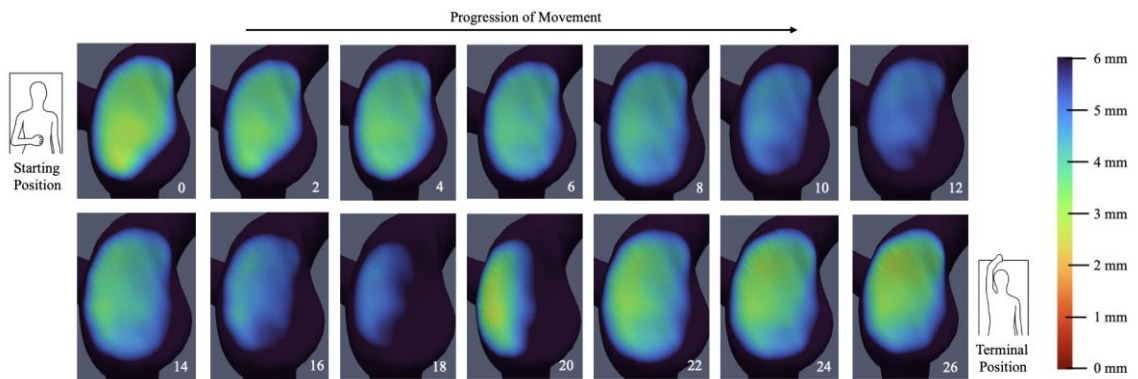 Progression of Movement
6 mm
5 mm
4 mm
3 mm
2 mm
1 mm
0 mm
Starting
Position
0
2
4
6
8
10
12
14
16
18
20
22
24
26
Terminal
Position